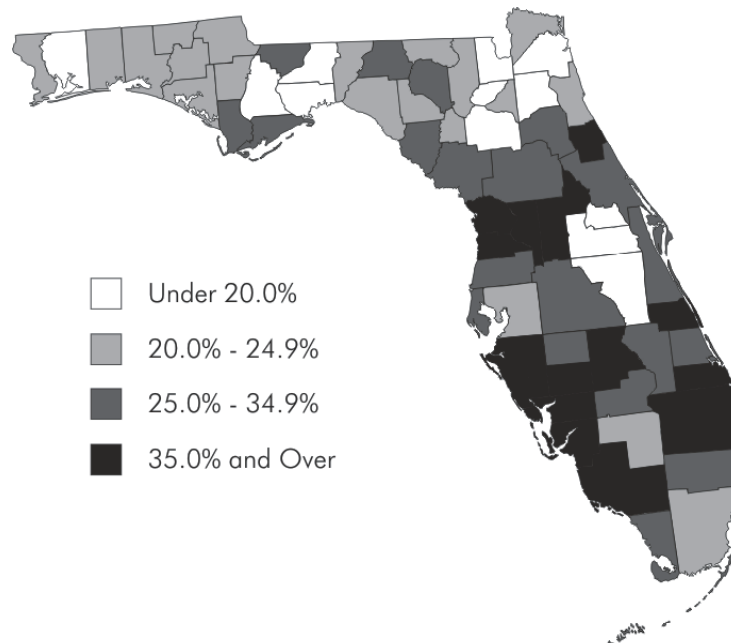 Under 20.0%
20.0% - 24.9%
25.0% - 34.9%
35.0% and Over